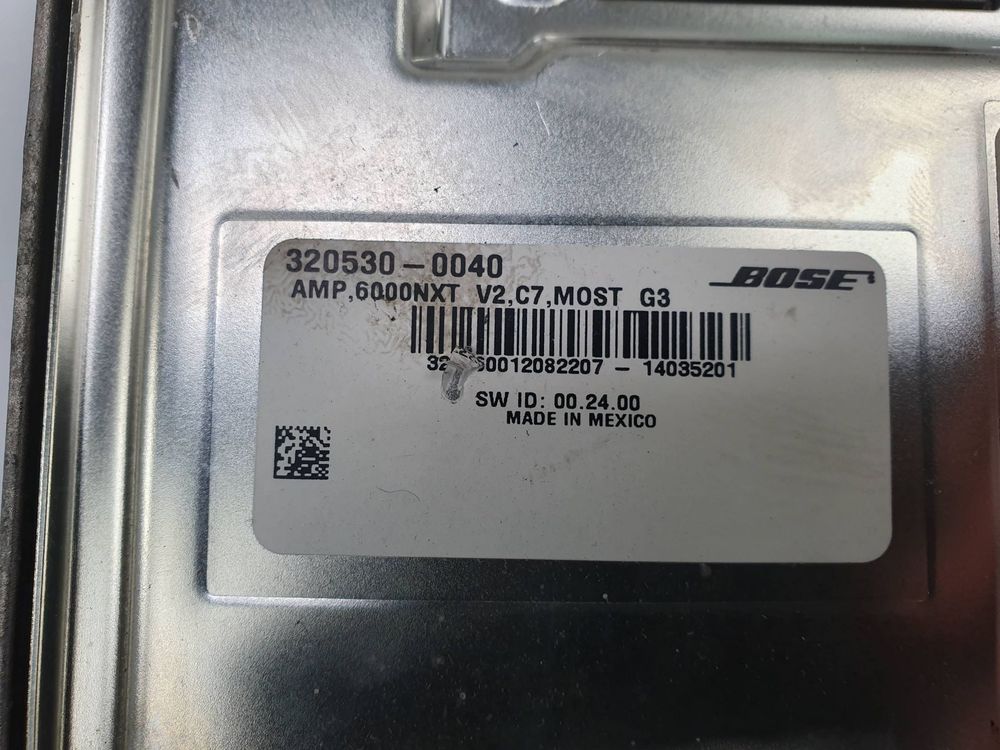 320530-0040
BOSE
AMP,6000NXT V2,C7,MOST G3
14035201
SW ID: 00.24.00
MADE IN MEXICO